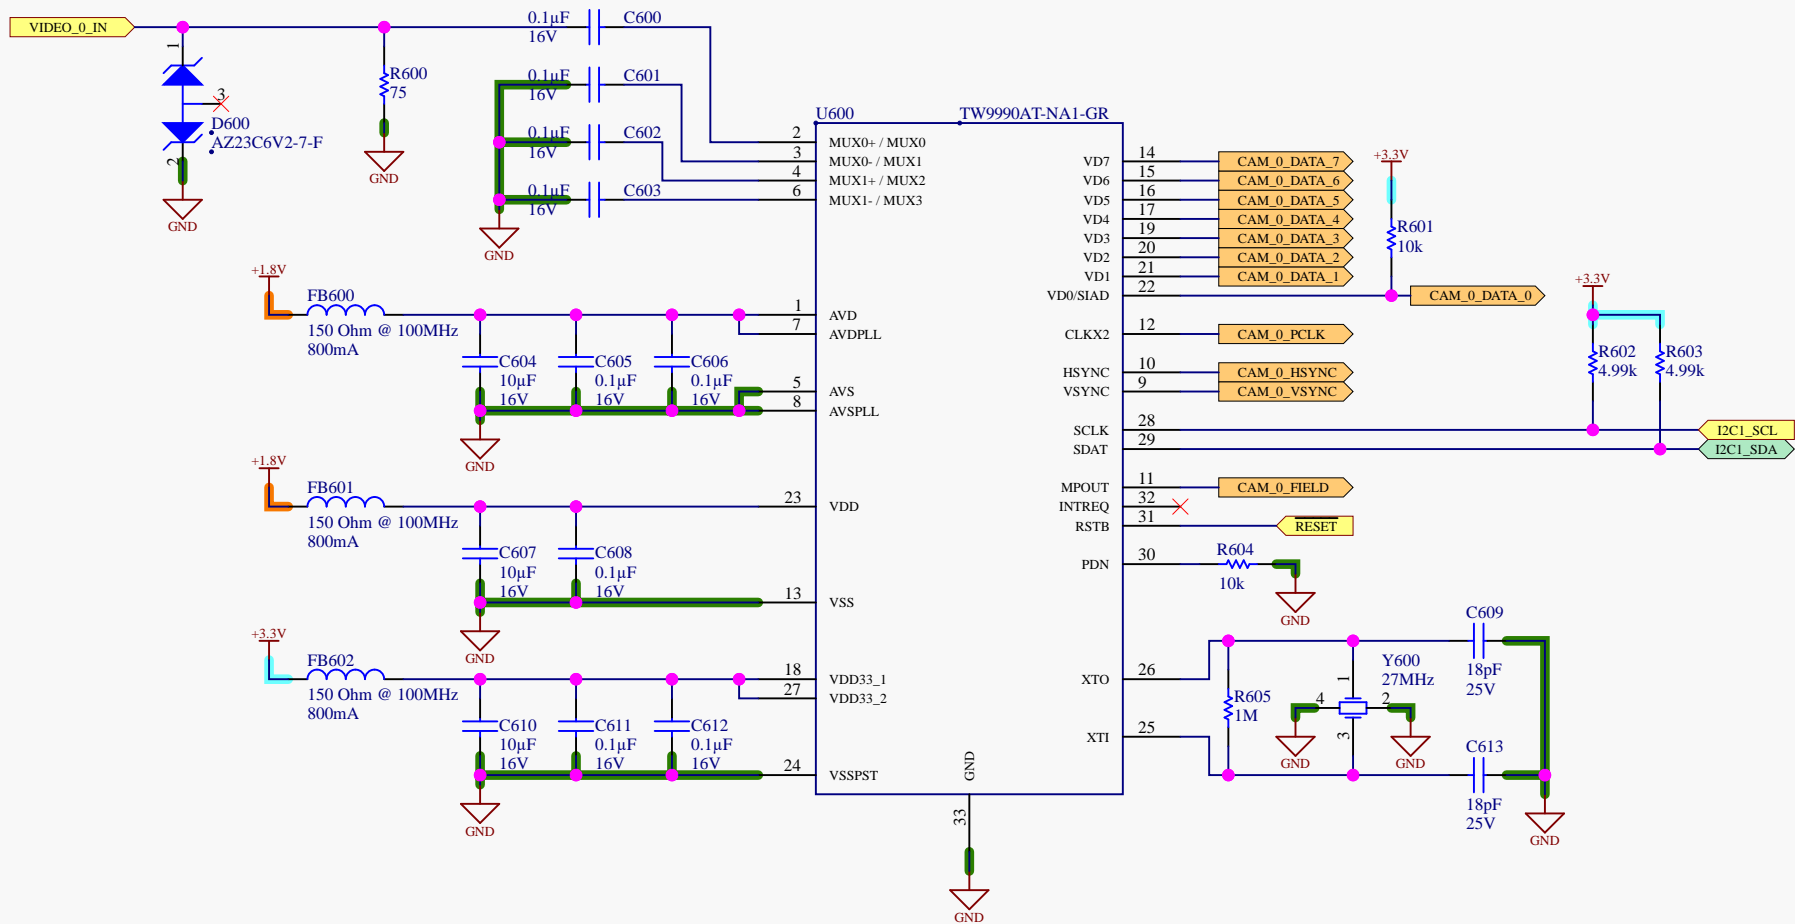 VIDEO_0_IN
1
3
2
D600
AZ23C6V2-7-F
GND
R600
75
GND
0.1µF
16V
C600
0.1µF
16V
C601
0.1µF
16V
C602
0.1µF
16V
C603
GND
U600
TW9990AT-NA1-GR
2
MUX0+ / MUX0
3
MUX0- / MUX1
4
MUX1+ / MUX2
6
MUX1- / MUX3
1
AVD
7
AVDPLL
5
AVS
8
AVSPLL
23
VDD
13
VSS
18
VDD33_1
27
VDD33_2
24
VSSPST
GND
33
GND
+1.8V
FB600
150 Ohm @ 100MHz
800mA
C604
10µF
16V
C605
0.1µF
16V
C606
0.1µF
16V
GND
+1.8V
FB601
150 Ohm @ 100MHz
800mA
C607
10µF
16V
C608
0.1µF
16V
GND
+3.3V
FB602
150 Ohm @ 100MHz
800mA
C610
10µF
16V
C611
0.1µF
16V
C612
0.1µF
16V
GND
VD7
14
CAM_0_DATA_7
VD6
15
CAM_0_DATA_6
VD5
16
CAM_0_DATA_5
VD4
17
CAM_0_DATA_4
VD3
19
CAM_0_DATA_3
VD2
20
CAM_0_DATA_2
VD1
21
CAM_0_DATA_1
VD0/SIAD
22
CAM_0_DATA_0
+3.3V
R601
10k
CLKX2
12
CAM_0_PCLK
HSYNC
10
CAM_0_HSYNC
VSYNC
9
CAM_0_VSYNC
+3.3V
R602
4.99k
R603
4.99k
SCLK
28
I2C1_SCL
SDAT
29
I2C1_SDA
MPOUT
11
CAM_0_FIELD
INTREQ
32
RSTB
31
RESET
PDN
30
R604
10k
GND
XTO
26
XTI
25
R605
1M
Y600
27MHz
1
4
2
3
GND
GND
C609
18pF
25V
C613
18pF
25V
GND